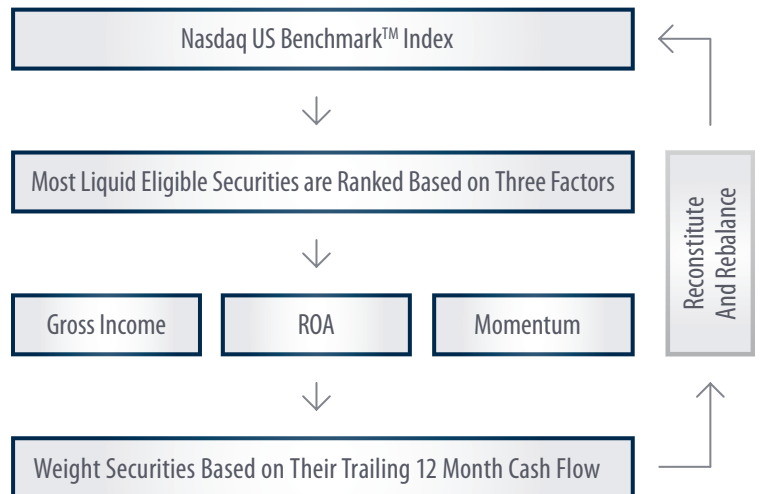 Nasdaq US Benchmark™ Index
Most Liquid Eligible Securities are Ranked Based on Three Factors
Gross Income
ROA
Momentum
Weight Securities Based on Their Trailing 12 Month Cash Flow
Reconstitute
And Rebalance